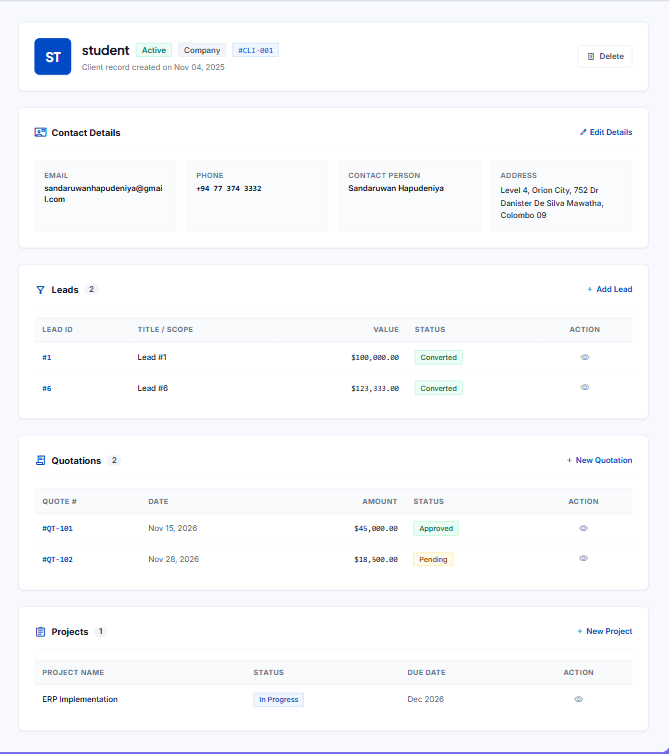 ST
student Active Company #CLI-001
Client record created on Nov 04, 2025
Delete
Contact Details
Edit Details
EMAIL
sandaruwanhapudeniya@gmai
l.com
PHONE
+94 77 374 3332
CONTACT PERSON
Sandaruwan Hapudeniya
ADDRESS
Level 4, Orion City, 752 Dr
Danister De Silva Mawatha,
Colombo 09
Leads 2
+ Add Lead
LEAD ID TITLE / SCOPE VALUE STATUS ACTION
#1 Lead #1 $100,000.00 Converted
#6 Lead #6 $123,333.00 Converted
Quotations 2
+ New Quotation
QUOTE # DATE AMOUNT STATUS ACTION
#QT-101 Nov 15, 2026 $45,000.00 Approved
#QT-102 Nov 28, 2026 $18,500.00 Pending
Projects 1
+ New Project
PROJECT NAME STATUS DUE DATE ACTION
ERP Implementation In Progress Dec 2026